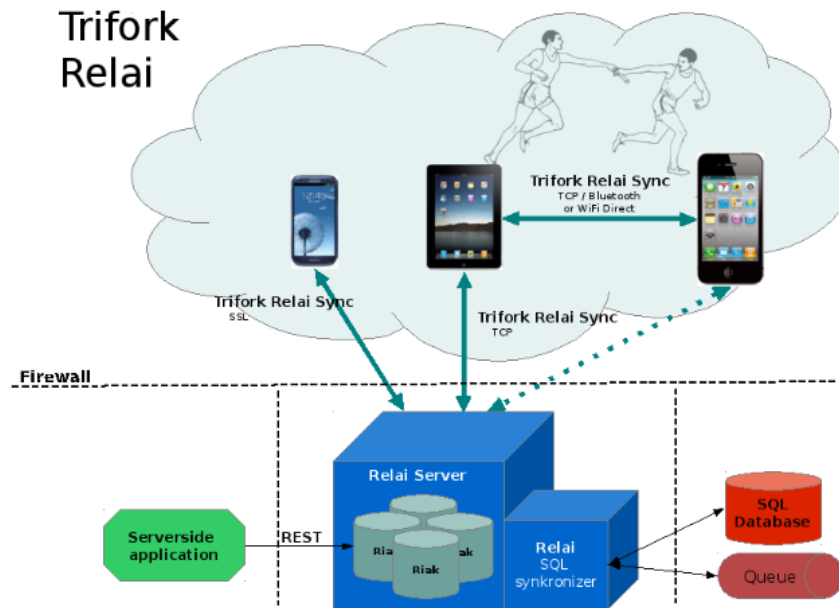 Trifork
Relai
Trifork Relai Sync
TCP / Bluetooth
or WiFi Direct
Trifork Relai Sync
SSL
Trifork Relai Sync
TCP
Firewall
Relai Server
Serverside
application
REST
Riak
Riak
Relai
SQL
synkronizer
SQL
Database
Queue